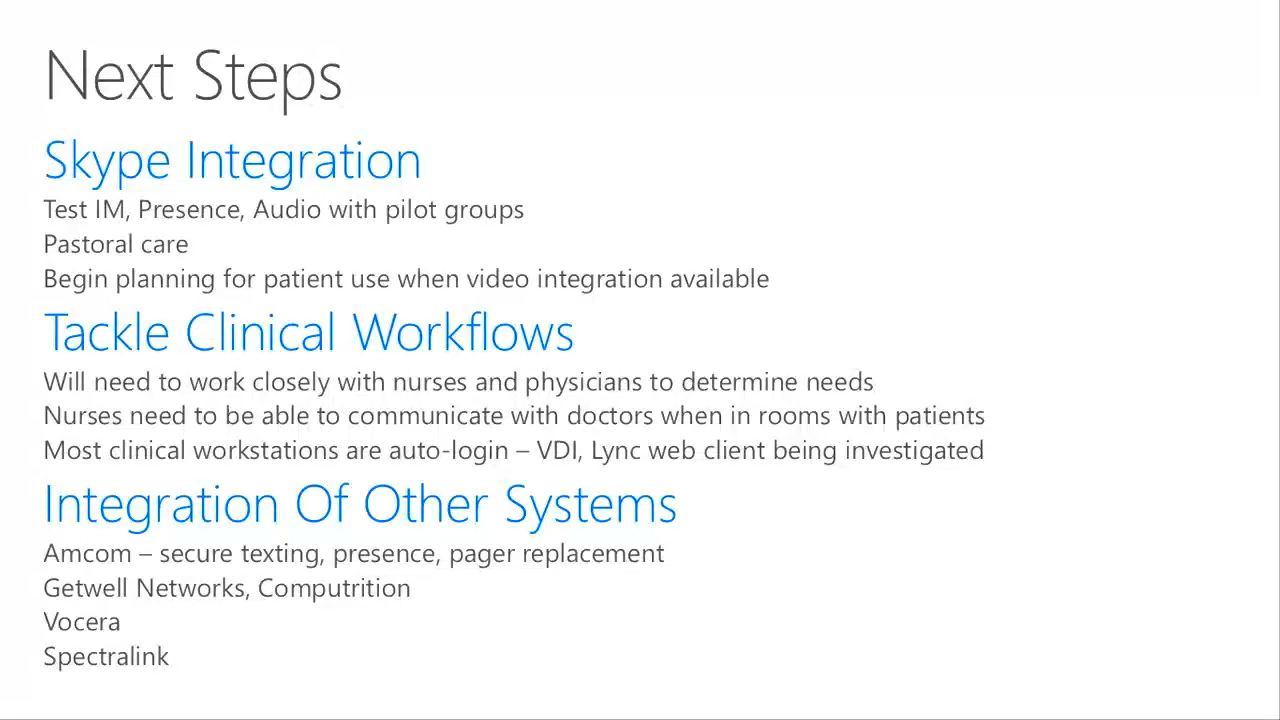 Next Steps
Skype Integration
Test IM, Presence, Audio with pilot groups
Pastoral care
Begin planning for patient use when video integration available
Tackle Clinical Workflows
Will need to work closely with nurses and physicians to determine needs
Nurses need to be able to communicate with doctors when in rooms with patients
Most clinical workstations are auto-login – VDI, Lync web client being investigated
Integration Of Other Systems
Amcom – secure texting, presence, pager replacement
Getwell Networks, Computrition
Vocera
Spectralink